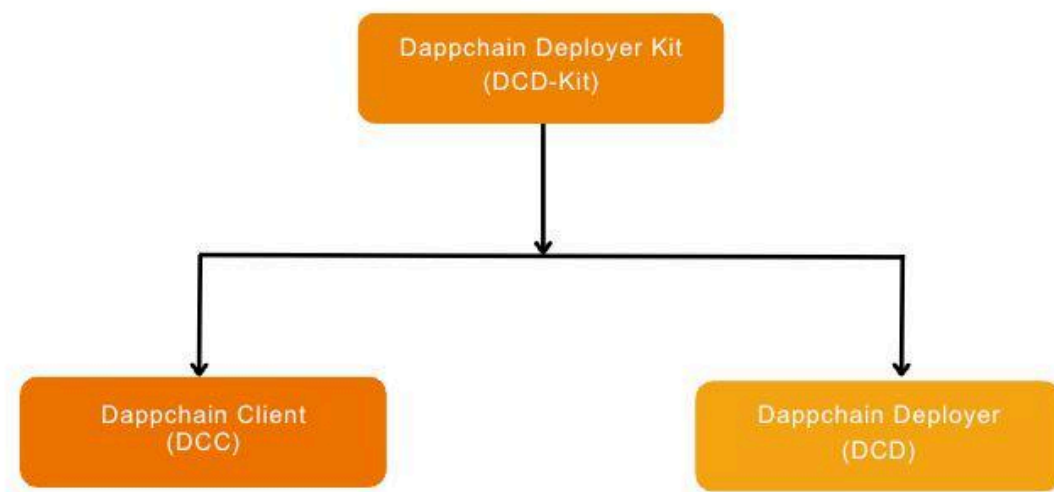 Dappchain Deployer Kit
(DCD-Kit)
Dappchain Client
(DCC)
Dappchain Deployer
(DCD)